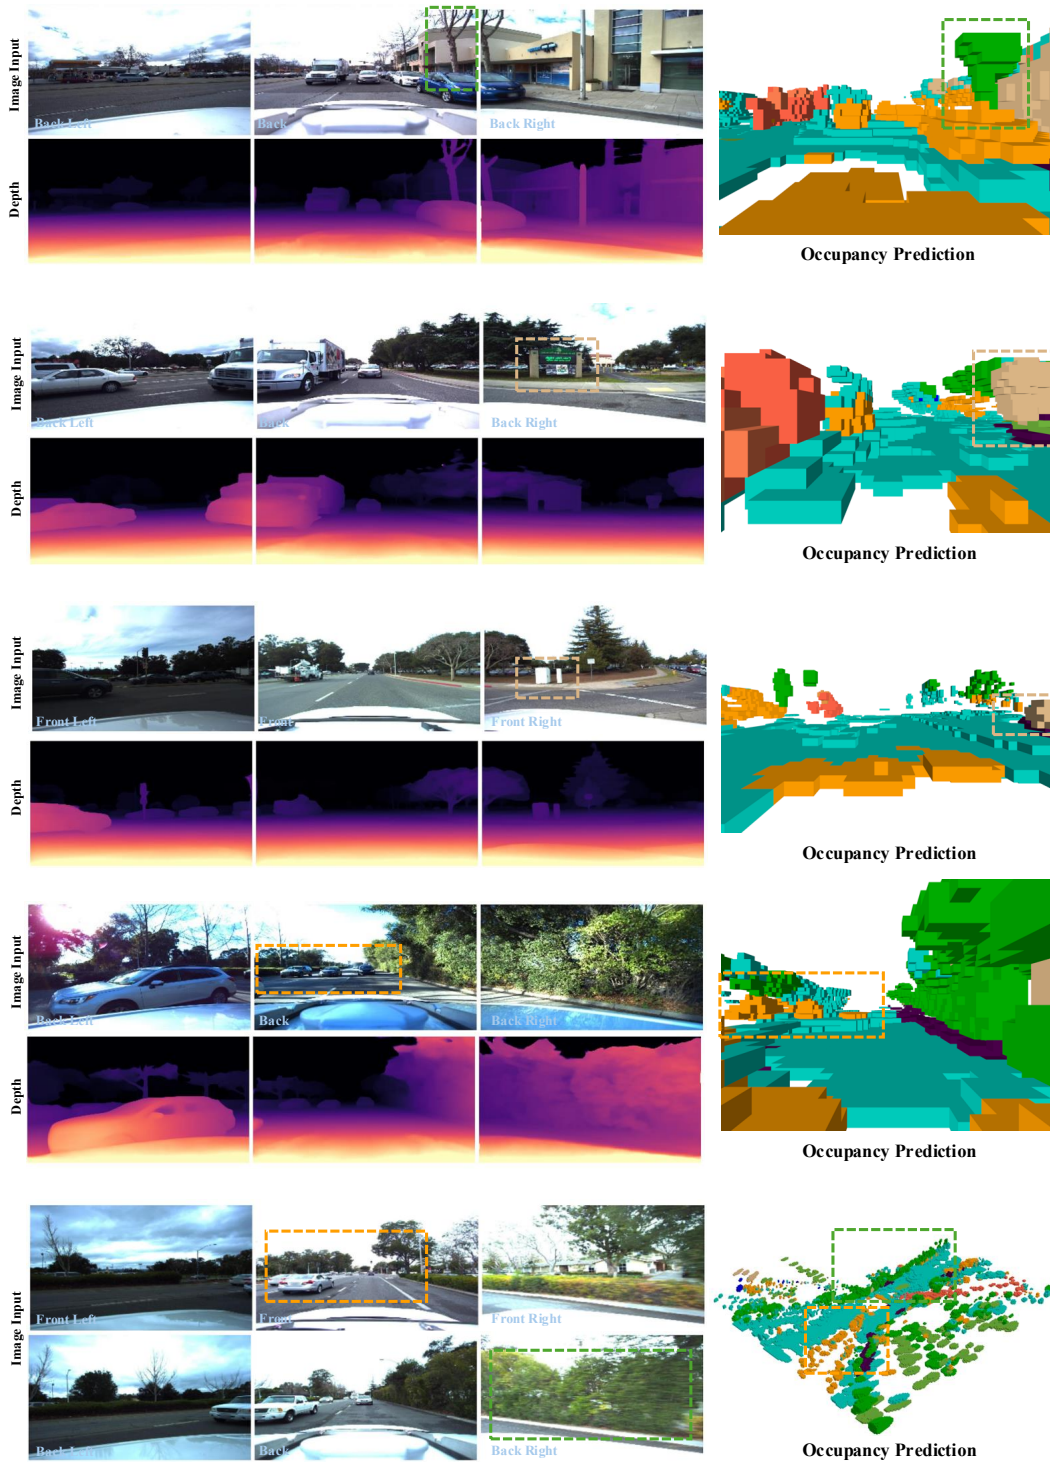 Image Input
Back Left
Back
Back Right
Depth
Occupancy Prediction
Image Input
Back Left
Back
Back Right
Depth
Occupancy Prediction
Image Input
Front Left
Front
Front Right
Depth
Occupancy Prediction
Image Input
Back Left
Back
Back Right
Depth
Occupancy Prediction
Image Input
Front Left
Front
Front Right
Back Left
Back
Back Right
Occupancy Prediction